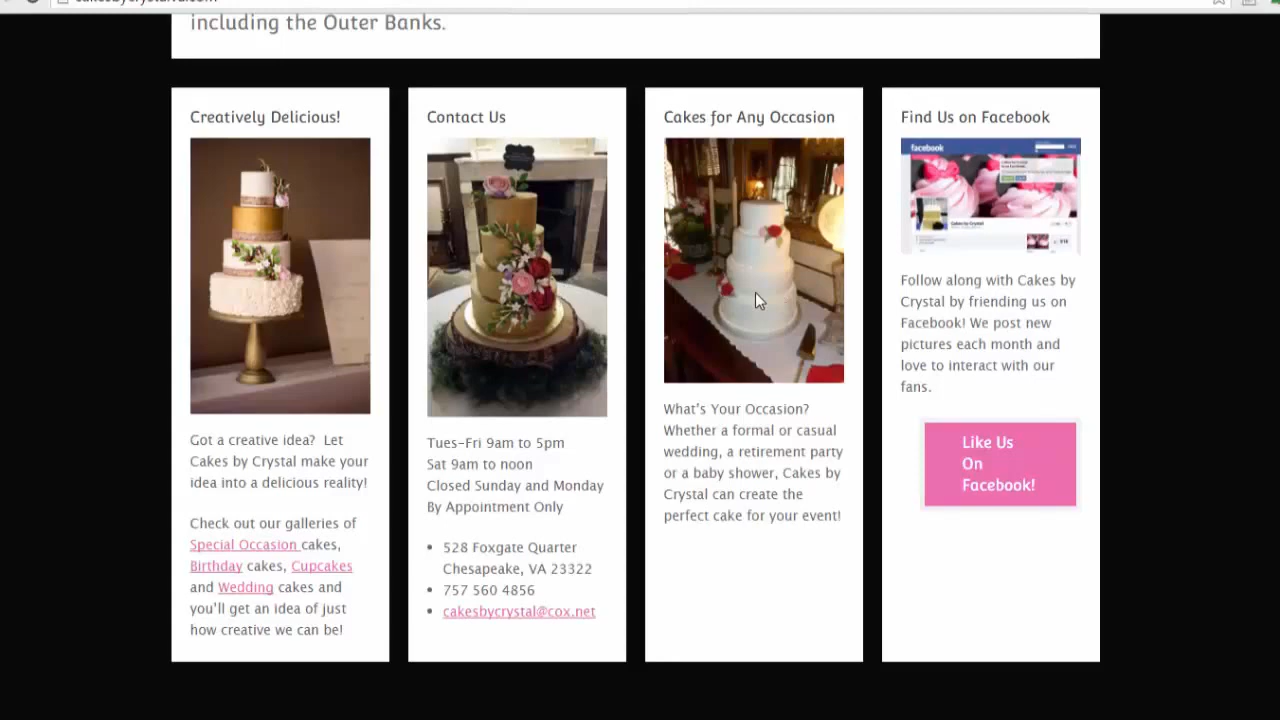 including the Outer Banks.
Creatively Delicious!
Got a creative idea?  Let
Cakes by Crystal make your
idea into a delicious reality!
Check out our galleries of
Special Occasion cakes,
Birthday cakes, Cupcakes
and Wedding cakes and
you'll get an idea of just
how creative we can be!
Contact Us
Tues-Fri 9am to 5pm
Sat 9am to noon
Closed Sunday and Monday
By Appointment Only
• 528 Foxgate Quarter
Chesapeake, VA 23322
• 757 560 4856
• cakesbycrystal@cox.net
Cakes for Any Occasion
What's Your Occasion?
Whether a formal or casual
wedding, a retirement party
or a baby shower, Cakes by
Crystal can create the
perfect cake for your event!
Find Us on Facebook
facebook
Cakes by Crystal
Follow along with Cakes by
Crystal by friending us on
Facebook! We post new
pictures each month and
love to interact with our
fans.
Like Us
On
Facebook!